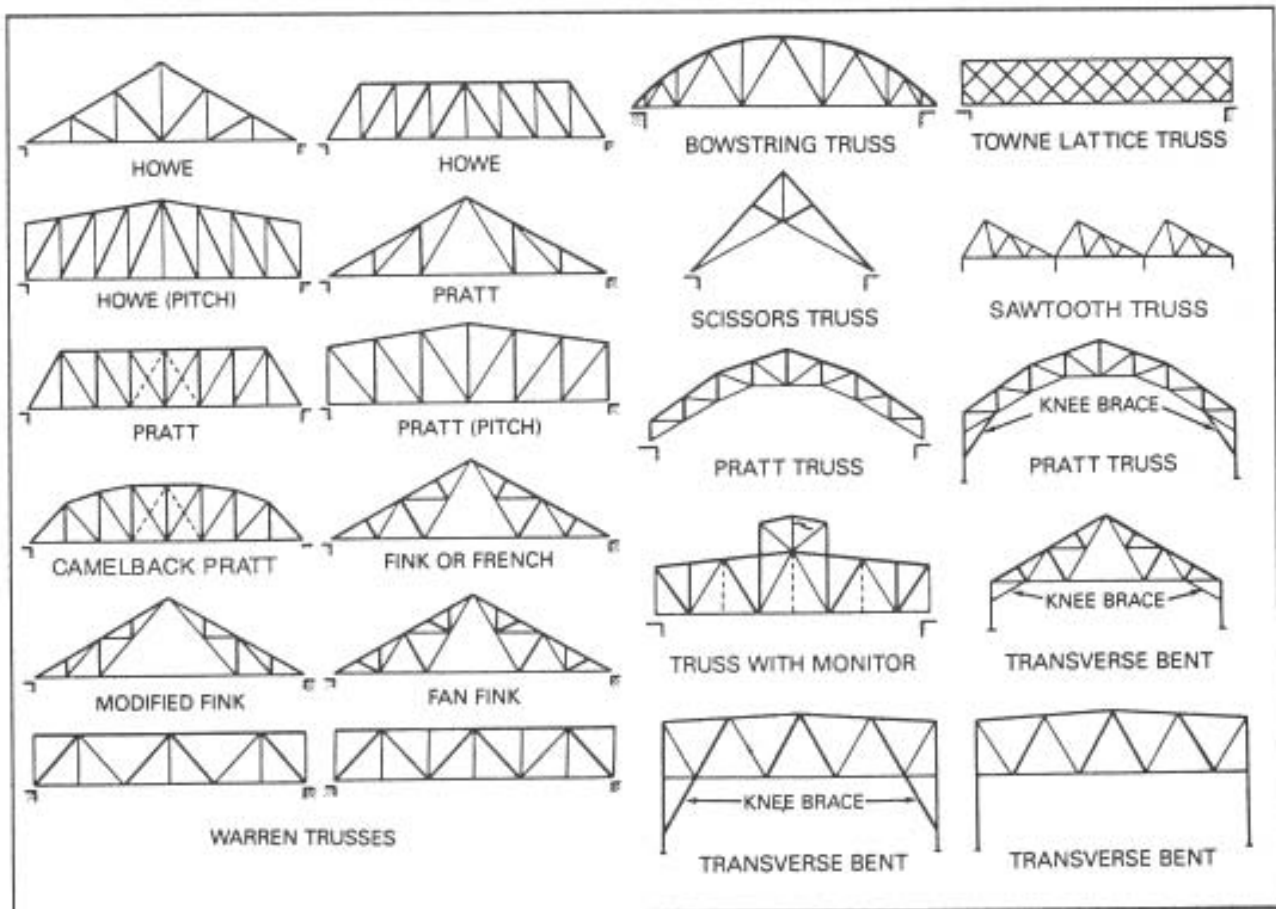 HOWE
HOWE
BOWSTRING TRUSS
TOWNE LATTICE TRUSS
HOWE (PITCH)
PRATT
SCISSORS TRUSS
SAWTOOTH TRUSS
PRATT
PRATT (PITCH)
PRATT TRUSS
KNEE BRACE
PRATT TRUSS
CAMELBACK PRATT
FINK OR FRENCH
TRUSS WITH MONITOR
KNEE BRACE
TRANSVERSE BENT
MODIFIED FINK
FAN FINK
WARREN TRUSSES
KNEE BRACE
TRANSVERSE BENT
TRANSVERSE BENT